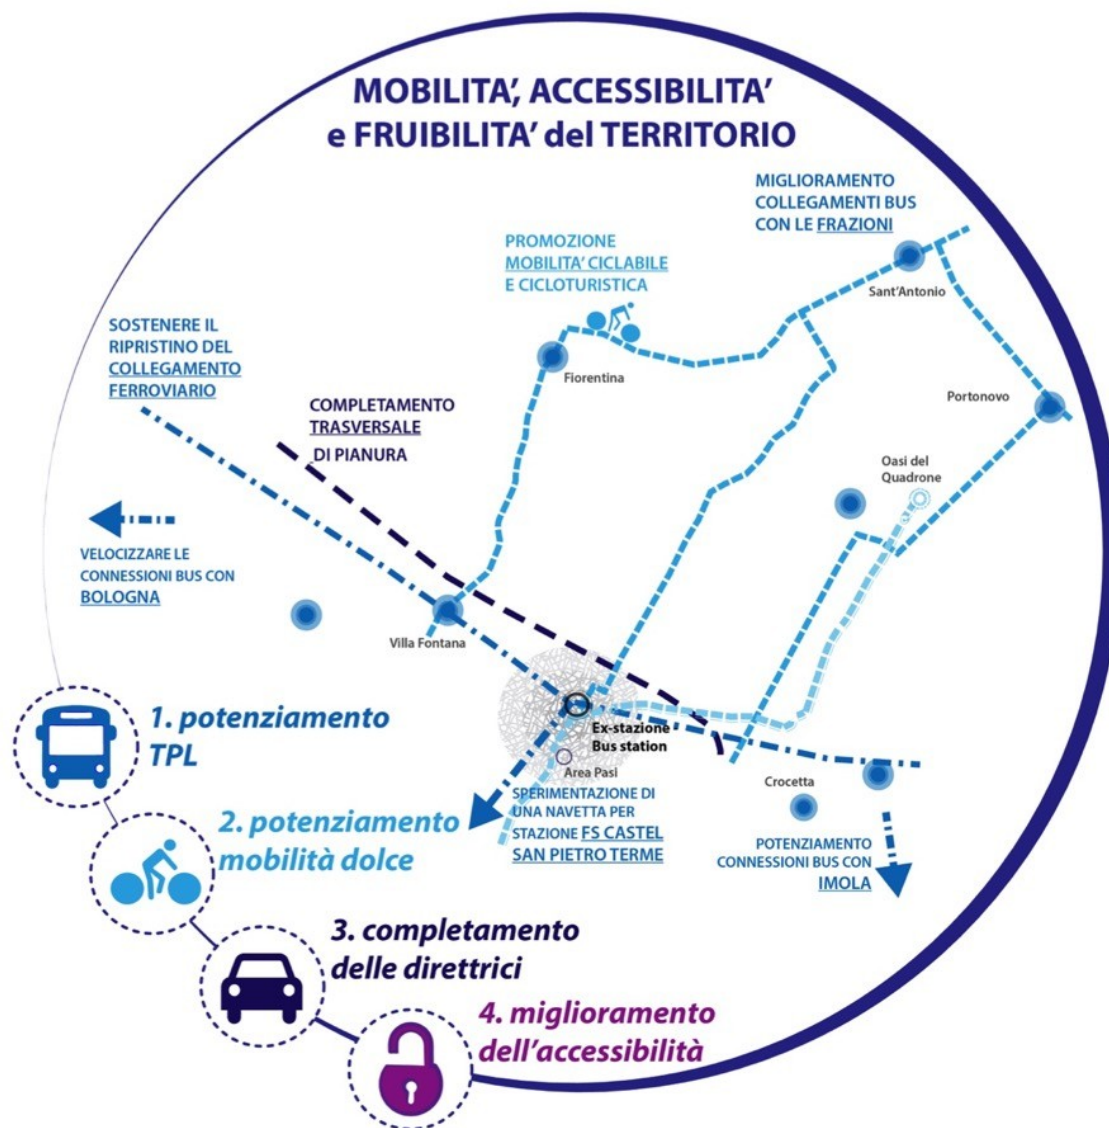 MOBILITA', ACCESSIBILITA'
e FRUIBILITA' del TERRITORIO
MIGLIORAMENTO
COLLEGAMENTI BUS
CON LE FRAZIONI
PROMOZIONE
MOBILITA' CICLABILE
E CICLOTURISTICA
Sant'Antonio
SOSTENERE IL
RIPRISTINO DEL
COLLEGAMENTO
FERROVIARIO
Fiorentina
COMPLETAMENTO
TRASVERSALE
DI PIANURA
Portonovo
Oasi del
Quadrone
VELOCIZZARE LE
CONNESSIONI BUS CON
BOLOGNA
Villa Fontana
Ex-stazione
Bus station
Area Pasi
Crocetta
SPERIMENTAZIONE DI
UNA NAVETTA PER
STAZIONE FS CASTEL
SAN PIETRO TERME
POTENZIAMENTO
CONNESSIONI BUS CON
IMOLA
1. potenziamento
TPL
2. potenziamento
mobilità dolce
3. completamento
delle direttrici
4. miglioramento
dell'accessibilità